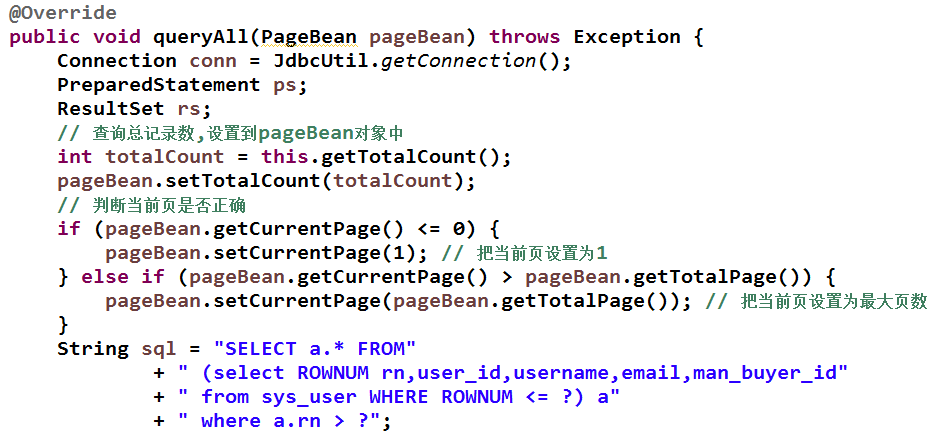 @Override
public void queryAll(PageBean pageBean) throws Exception {
    Connection conn = JdbcUtil.getConnection();
    PreparedStatement ps;
    ResultSet rs;
    // 查询总记录数,设置到pageBean对象中
    int totalCount = this.getTotalCount();
    pageBean.setTotalCount(totalCount);
    // 判断当前页是否正确
    if (pageBean.getCurrentPage() <= 0) {
        pageBean.setCurrentPage(1); // 把当前页设置为1
    } else if (pageBean.getCurrentPage() > pageBean.getTotalPage()) {
        pageBean.setCurrentPage(pageBean.getTotalPage()); // 把当前页设置为最大页数
    }
    String sql = "SELECT a.* FROM"
            + " (select ROWNUM rn,user_id,username,email,man_buyer_id"
            + " from sys_user WHERE ROWNUM <= ?) a"
            + " where a.rn > ?";